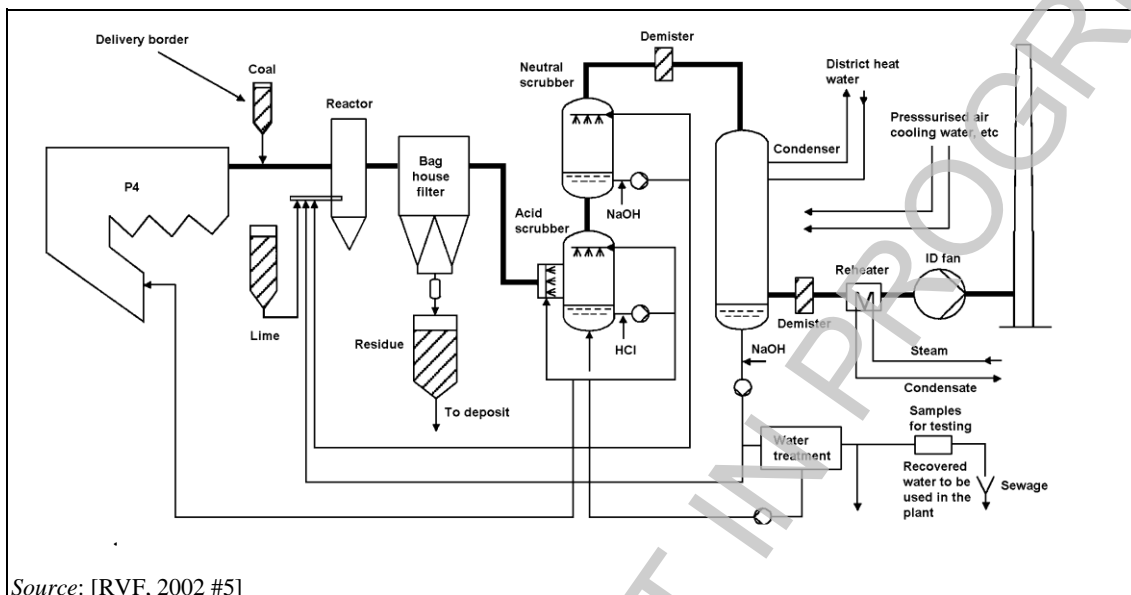 Delivery border
Coal
Reactor
P4
Lime
Bag
house
filter
Residue
To deposit
Acid
scrubber
HCl
Neutral
scrubber
NaOH
Demister
Condenser
District heat
water
Presssurised air
cooling water, etc
Demister
Reheater
M
ID fan
Steam
Condensate
NaOH
Water
treatment
Samples
for testing
Recovered
water to be
used in the
plant
Sewage
Source: [RVF, 2002 #5]
T IN PROGR